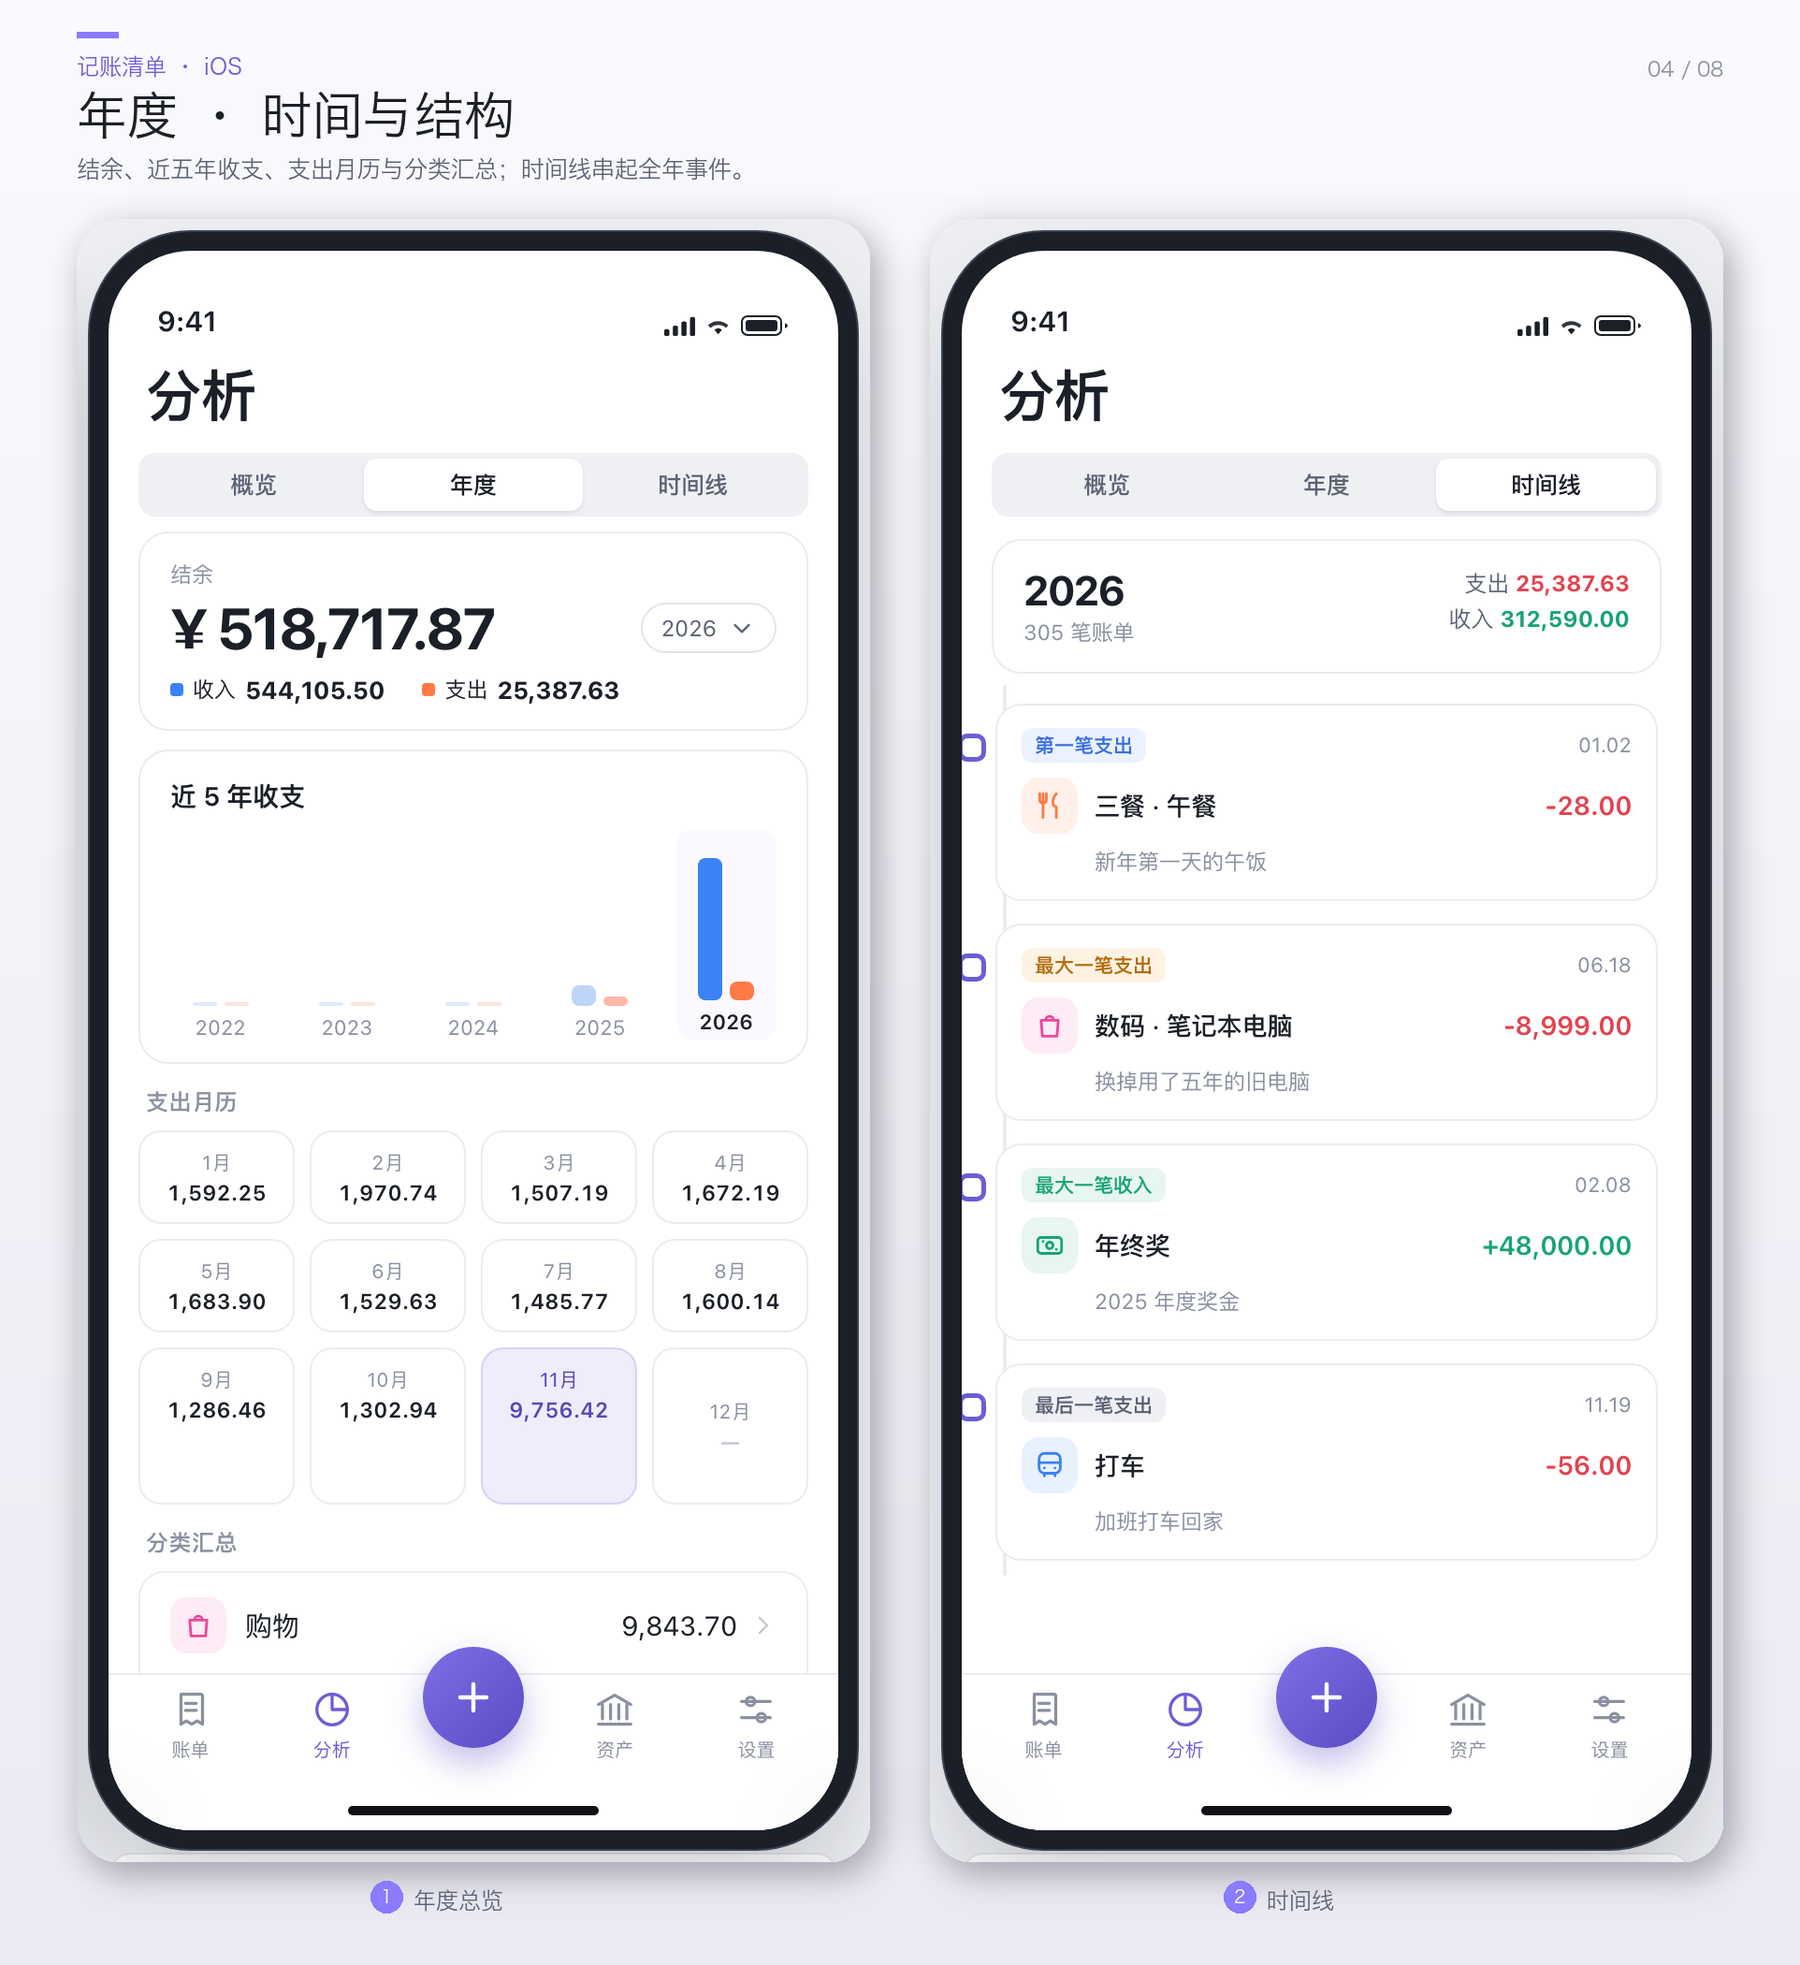 记账清单 · iOS
04 / 08
年度 · 时间与结构
结余、近五年收支、支出月历与分类汇总；时间线串起全年事件。
9:41
分析
概览 年度 时间线
结余
¥ 518,717.87
2026
收入 544,105.50 支出 25,387.63
近 5 年收支
2022 2023 2024 2025 2026
支出月历
1月 2月 3月 4月
1,592.25 1,970.74 1,507.19 1,672.19
5月 6月 7月 8月
1,683.90 1,529.63 1,485.77 1,600.14
9月 10月 11月 12月
1,286.46 1,302.94 9,756.42 —
分类汇总
购物 9,843.70
账单 分析 资产 设置
1 年度总览
9:41
分析
概览 年度 时间线
2026
305 笔账单
支出 25,387.63
收入 312,590.00
第一笔支出 01.02
三餐 · 午餐 -28.00
新年第一天的午饭
最大一笔支出 06.18
数码 · 笔记本电脑 -8,999.00
换掉用了五年的旧电脑
最大一笔收入 02.08
年终奖 +48,000.00
2025 年度奖金
最后一笔支出 11.19
打车 -56.00
加班打车回家
账单 分析 资产 设置
2 时间线